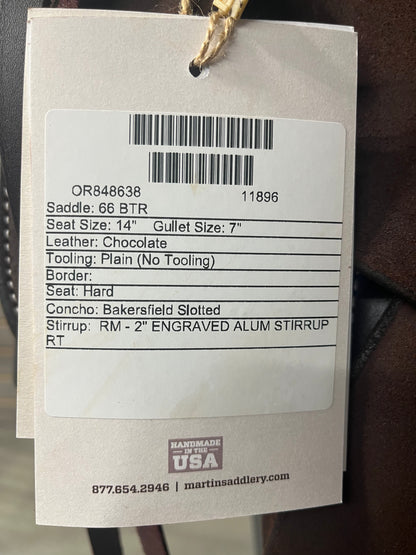 OR848638 11896
Saddle: 66 BTR
Seat Size: 14" Gullet Size: 7"
Leather: Chocolate
Tooling: Plain (No Tooling)
Border:
Seat: Hard
Concho: Bakersfield Slotted
Stirrup: RM - 2" ENGRAVED ALUM STIRRUP
RT
HANDMADE
IN THE
USA
877.654.2946 | martinsaddlery.com